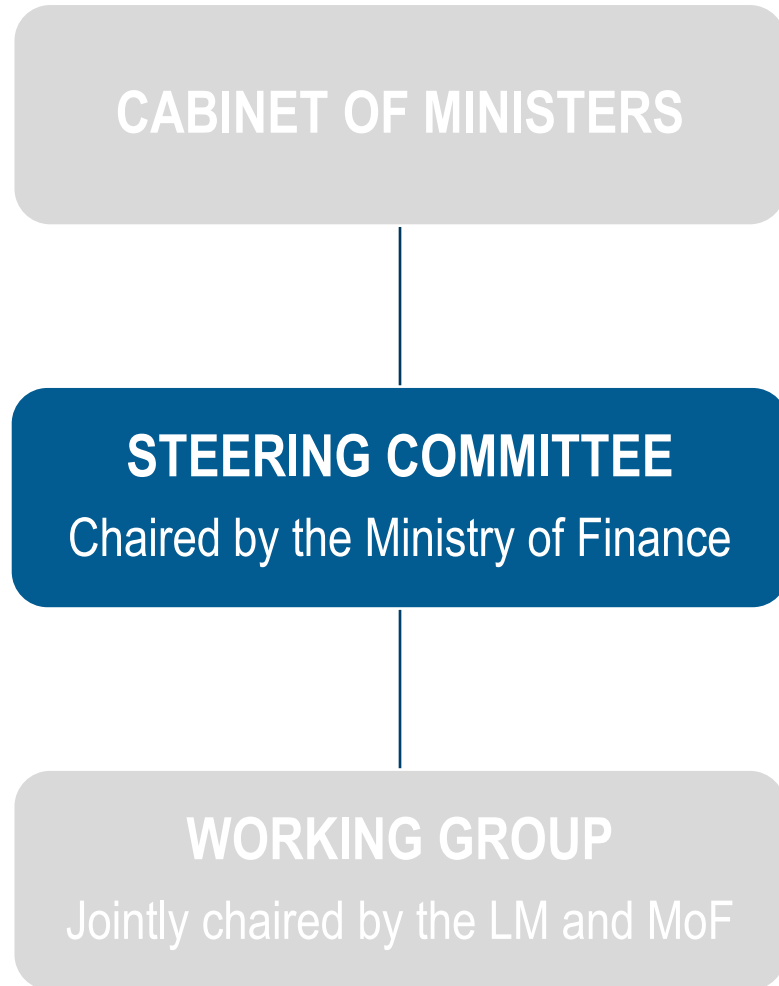 CABINET OF MINISTERS
STEERING COMMITTEE
Chaired by the Ministry of Finance
WORKING GROUP
Jointly chaired by the LM and MoF